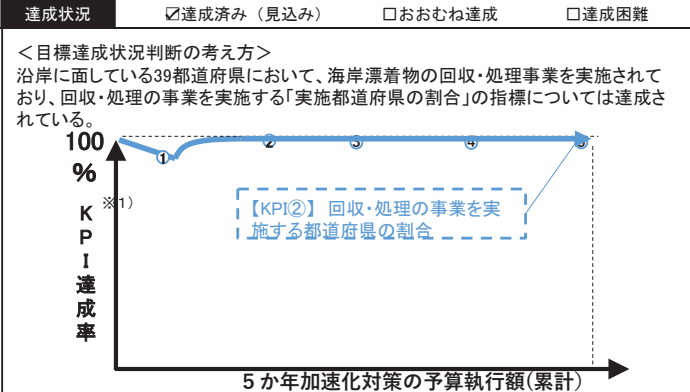 達成状況 ☑達成済み（見込み） □おおむね達成 □達成困難
＜目標達成状況判断の考え方＞
沿岸に面している39都道府県において、海岸漂着物の回収・処理事業を実施されて
おり、回収・処理の事業を実施する「実施都道府県の割合」の指標については達成さ
れている。
100
%
① ② ③ ④ ⑤
※1）
【KPI②】 回収・処理の事業を実
施する都道府県の割合
KPI達成率
５か年加速化対策の予算執行額(累計)